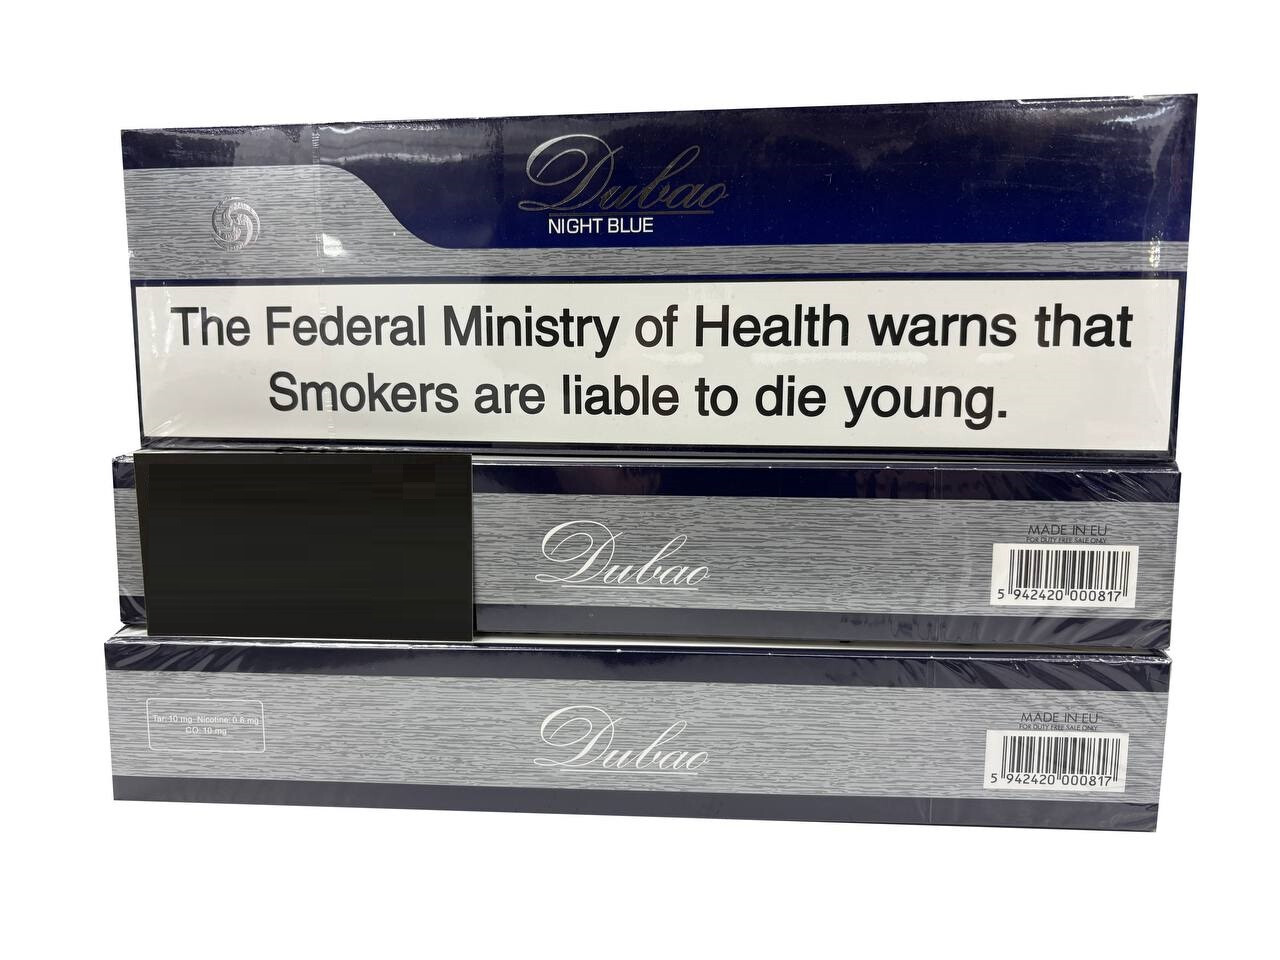 Dubao
NIGHT BLUE
The Federal Ministry of Health warns that
Smokers are liable to die young.
Dubao
MADE IN EU
FOR DUTY FREE SALE ONLY
5 942420 000817
Tar: 10 mg Nicotine: 0.8 mg
CO: 10 mg
Dubao
MADE IN EU
FOR DUTY FREE SALE ONLY
5 942420 000817